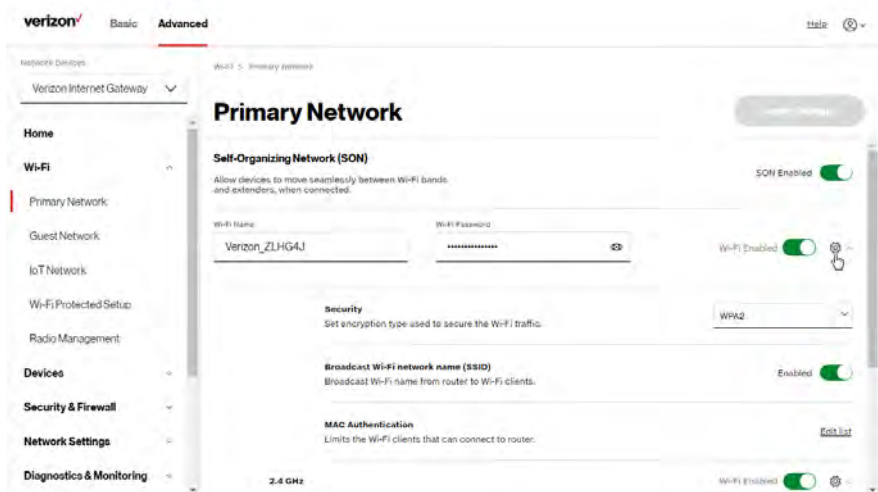 verizon
Basic
Advanced
Help
Network Devices
Verizon Internet Gateway
Wi-Fi > Primary Network
Primary Network
Home
Wi-Fi
Primary Network
Guest Network
IoT Network
Wi-Fi Protected Setup
Radio Management
Devices
Security & Firewall
Network Settings
Diagnostics & Monitoring
Self-Organizing Network (SON)
Allow devices to move seamlessly between Wi-Fi bands
and extenders, when connected.
SON Enabled
Wi-Fi Name
Wi-Fi Password
Verizon_ZLHG4J
••••••••••••••••
Wi-Fi Enabled
Security
Set encryption type used to secure the Wi-Fi traffic.
WPA2
Broadcast Wi-Fi network name (SSID)
Broadcast Wi-Fi name from router to Wi-Fi clients.
Enabled
MAC Authentication
Limits the Wi-Fi clients that can connect to router.
Edit list
2.4 GHz
Wi-Fi Enabled